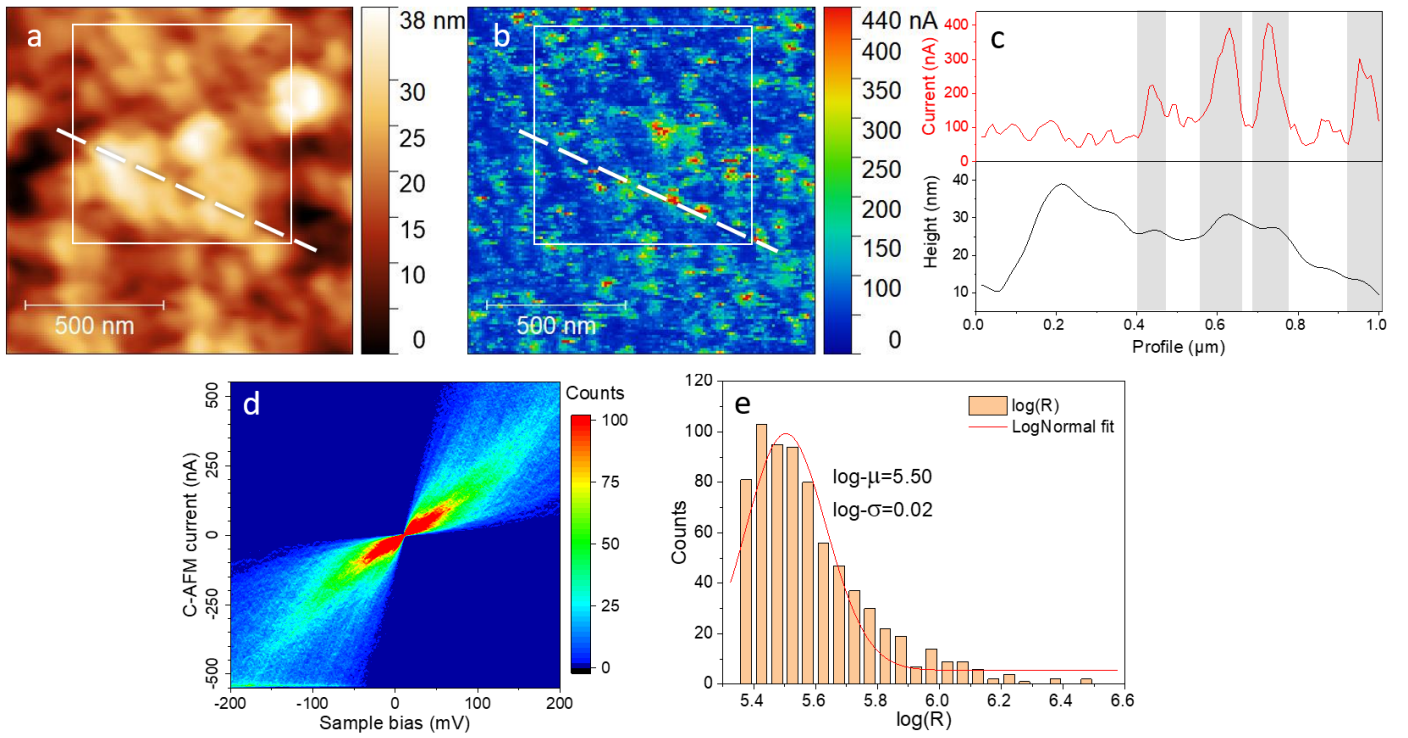 a
38 nm
30
25
20
15
10
0
500 nm
b
440 nA
400
350
300
250
200
150
100
0
500 nm
c
Current (nA)
400
300
200
100
0
Height (nm)
40
30
20
10
0.0 0.2 0.4 0.6 0.8 1.0
Profile (µm)
d
C-AFM current (nA)
500
250
0
-250
-500
-200 -100 0 100 200
Sample bias (mV)
Counts
100
75
50
25
0
e
Counts
120
100
80
60
40
20
0
5.4 5.6 5.8 6.0 6.2 6.4 6.6
log(R)
log(R)
LogNormal fit
log-μ=5.50
log-σ=0.02